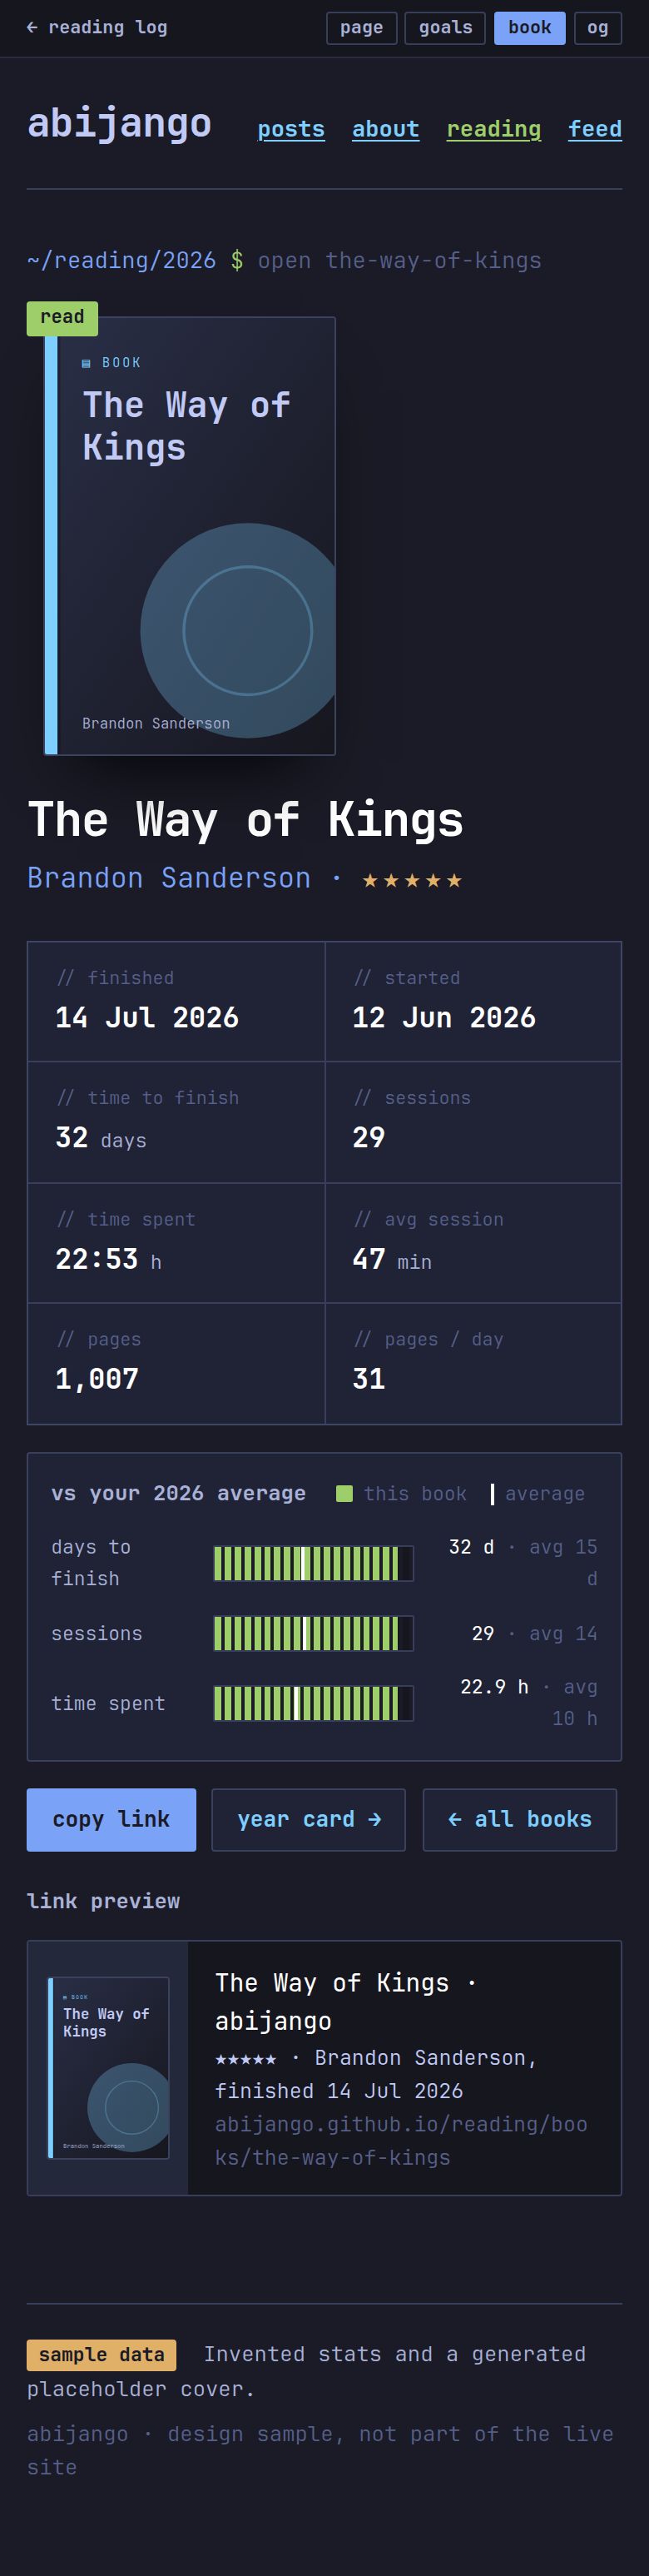 ← reading log page goals book og
abijango posts about reading feed
~/reading/2026 $ open the-way-of-kings
read
▤ BOOK
The Way of
Kings
Brandon Sanderson
The Way of Kings
Brandon Sanderson · ★★★★★
// finished // started
14 Jul 2026 12 Jun 2026
// time to finish // sessions
32 days 29
// time spent // avg session
22:53 h 47 min
// pages // pages / day
1,007 31
vs your 2026 average this book average
days to finish 32 d · avg 15 d
sessions 29 · avg 14
time spent 22.9 h · avg 10 h
copy link year card → ← all books
link preview
▤ BOOK
The Way of
Kings
Brandon Sanderson
The Way of Kings ·
abijango
★★★★★ · Brandon Sanderson,
finished 14 Jul 2026
abijango.github.io/reading/boo
ks/the-way-of-kings
sample data Invented stats and a generated
placeholder cover.
abijango · design sample, not part of the live
site